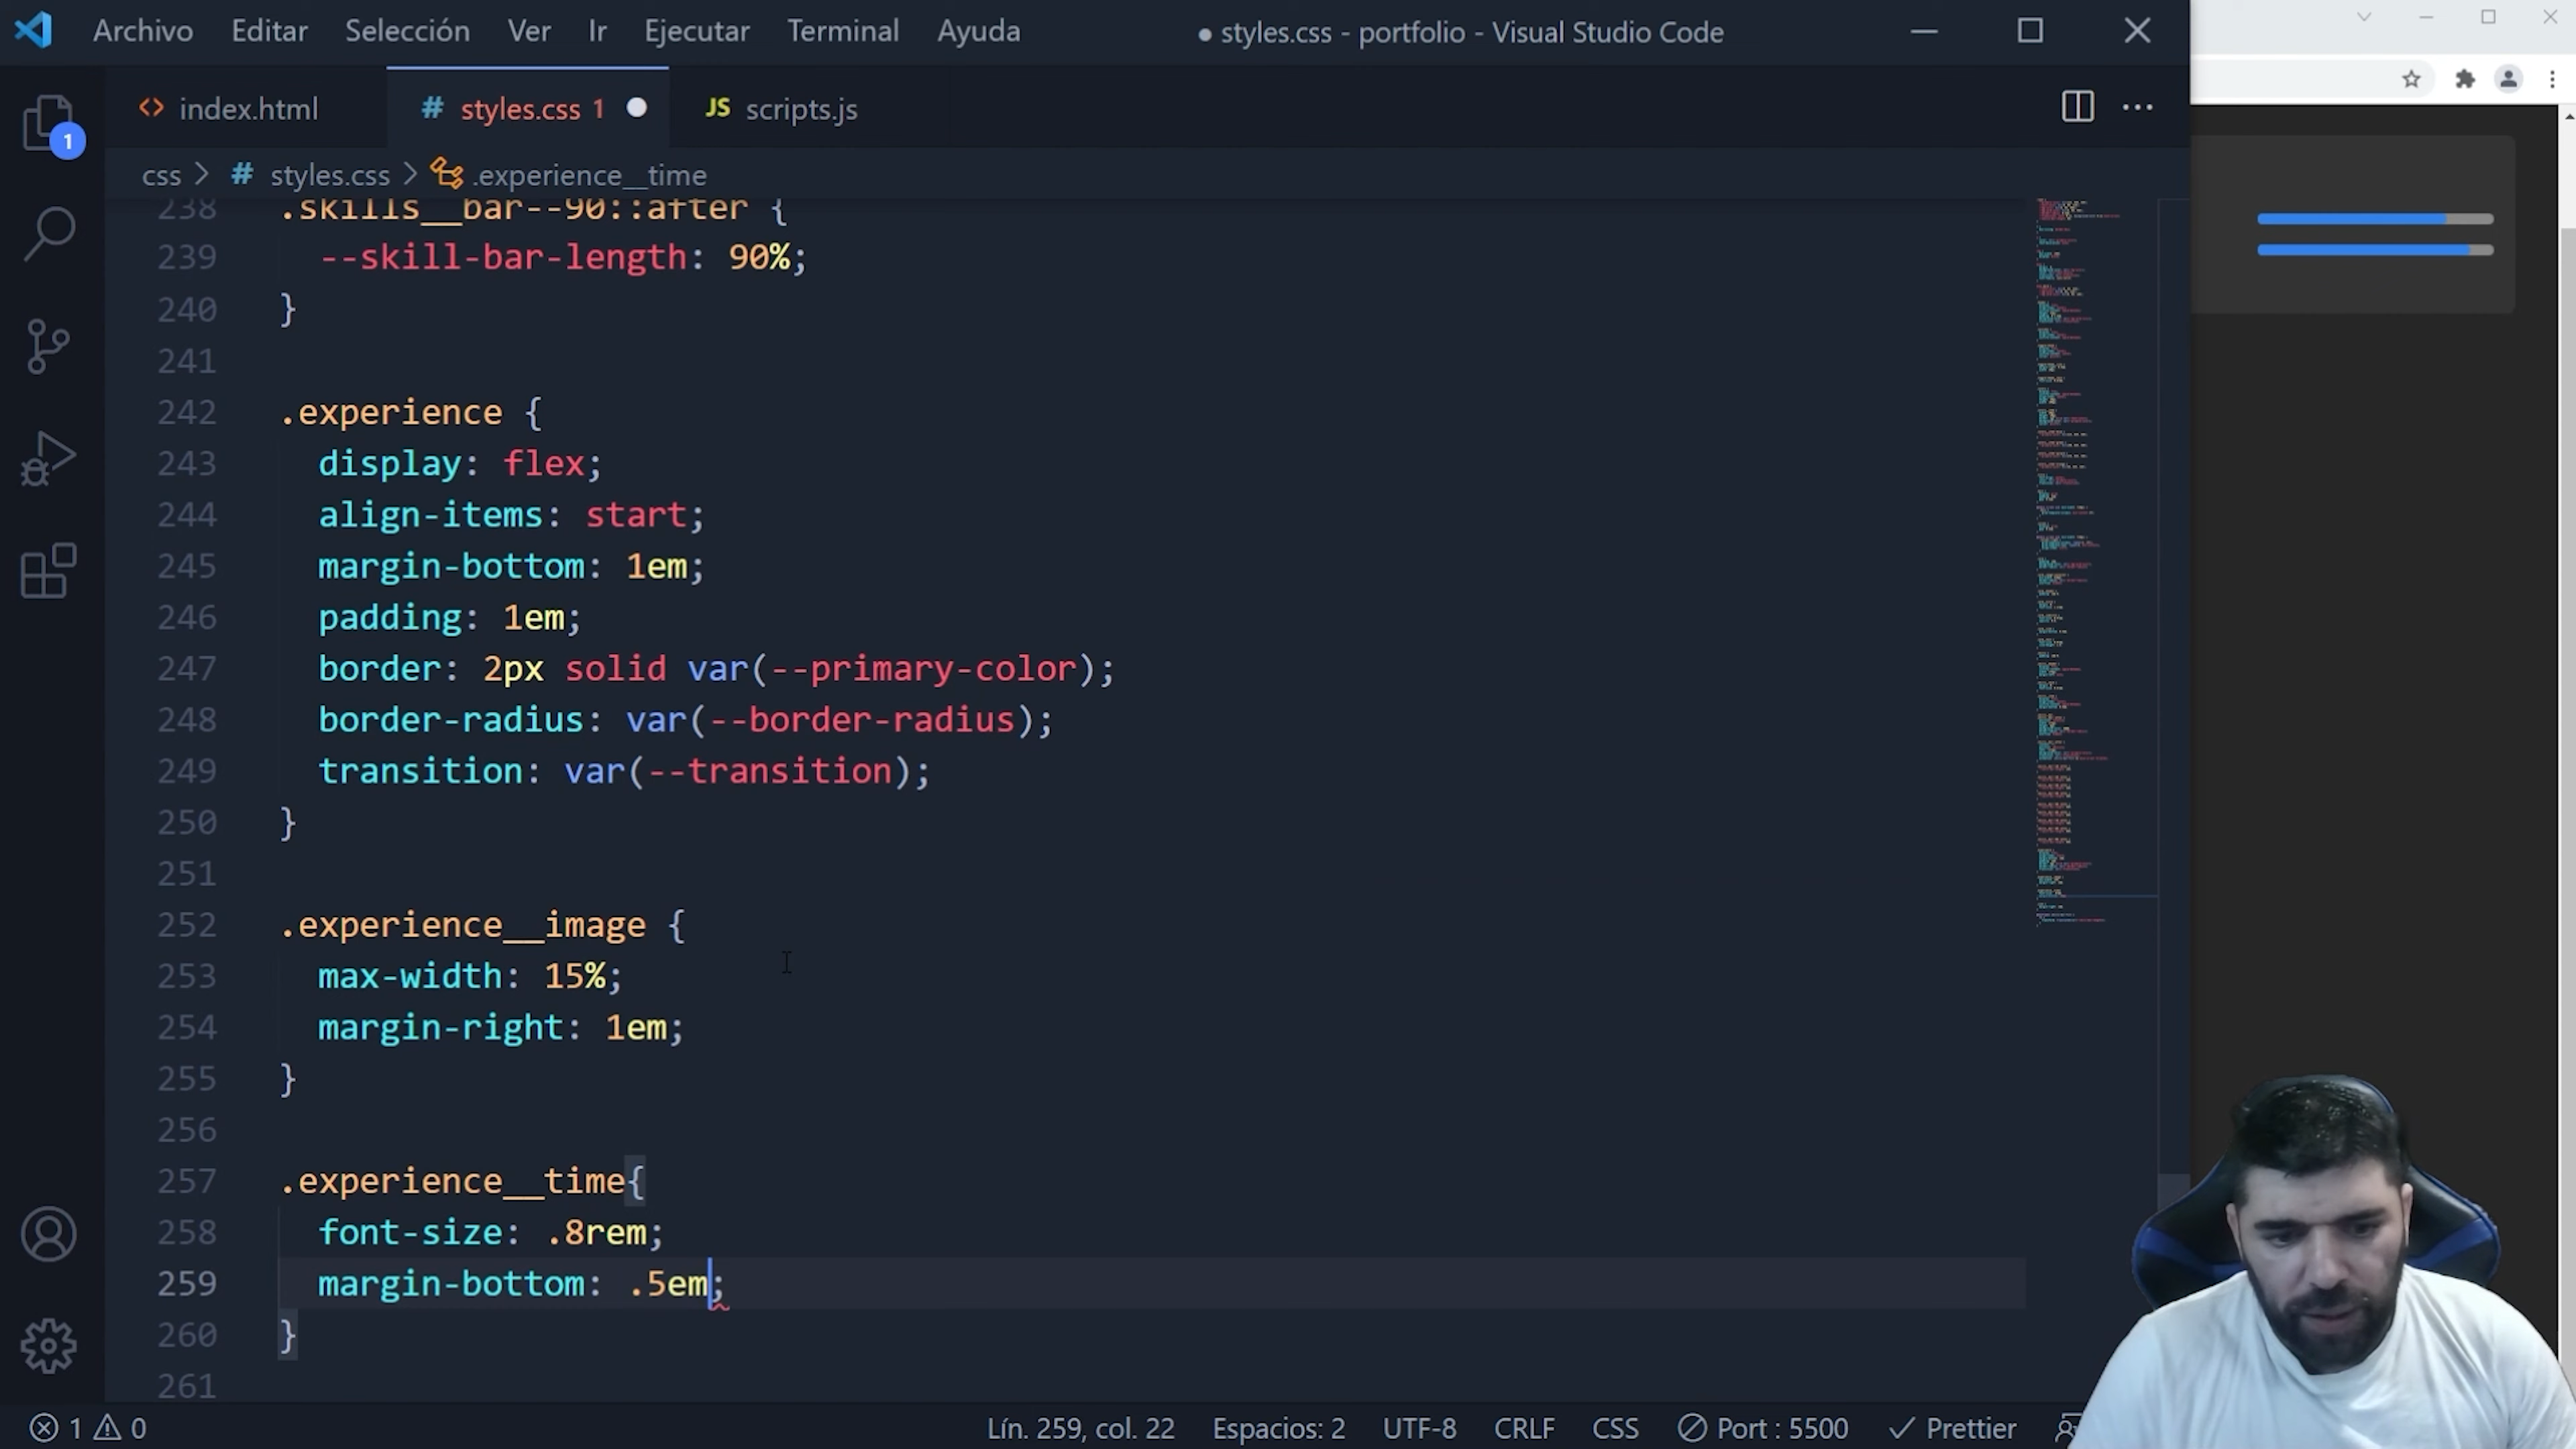 Archivo Editar Selección Ver Ir Ejecutar Terminal Ayuda ● styles.css - portfolio - Visual Studio Code
index.html # styles.css 1 JS scripts.js
1
css > # styles.css > .experience__time
238 .skills__bar--90::after {
239 --skill-bar-length: 90%;
240 }
241
242 .experience {
243 display: flex;
244 align-items: start;
245 margin-bottom: 1em;
246 padding: 1em;
247 border: 2px solid var(--primary-color);
248 border-radius: var(--border-radius);
249 transition: var(--transition);
250 }
251
252 .experience__image {
253 max-width: 15%;
254 margin-right: 1em;
255 }
256
257 .experience__time{
258 font-size: .8rem;
259 margin-bottom: .5em;
260 }
261
1 0 Lín. 259, col. 22 Espacios: 2 UTF-8 CRLF CSS Port : 5500 Prettier